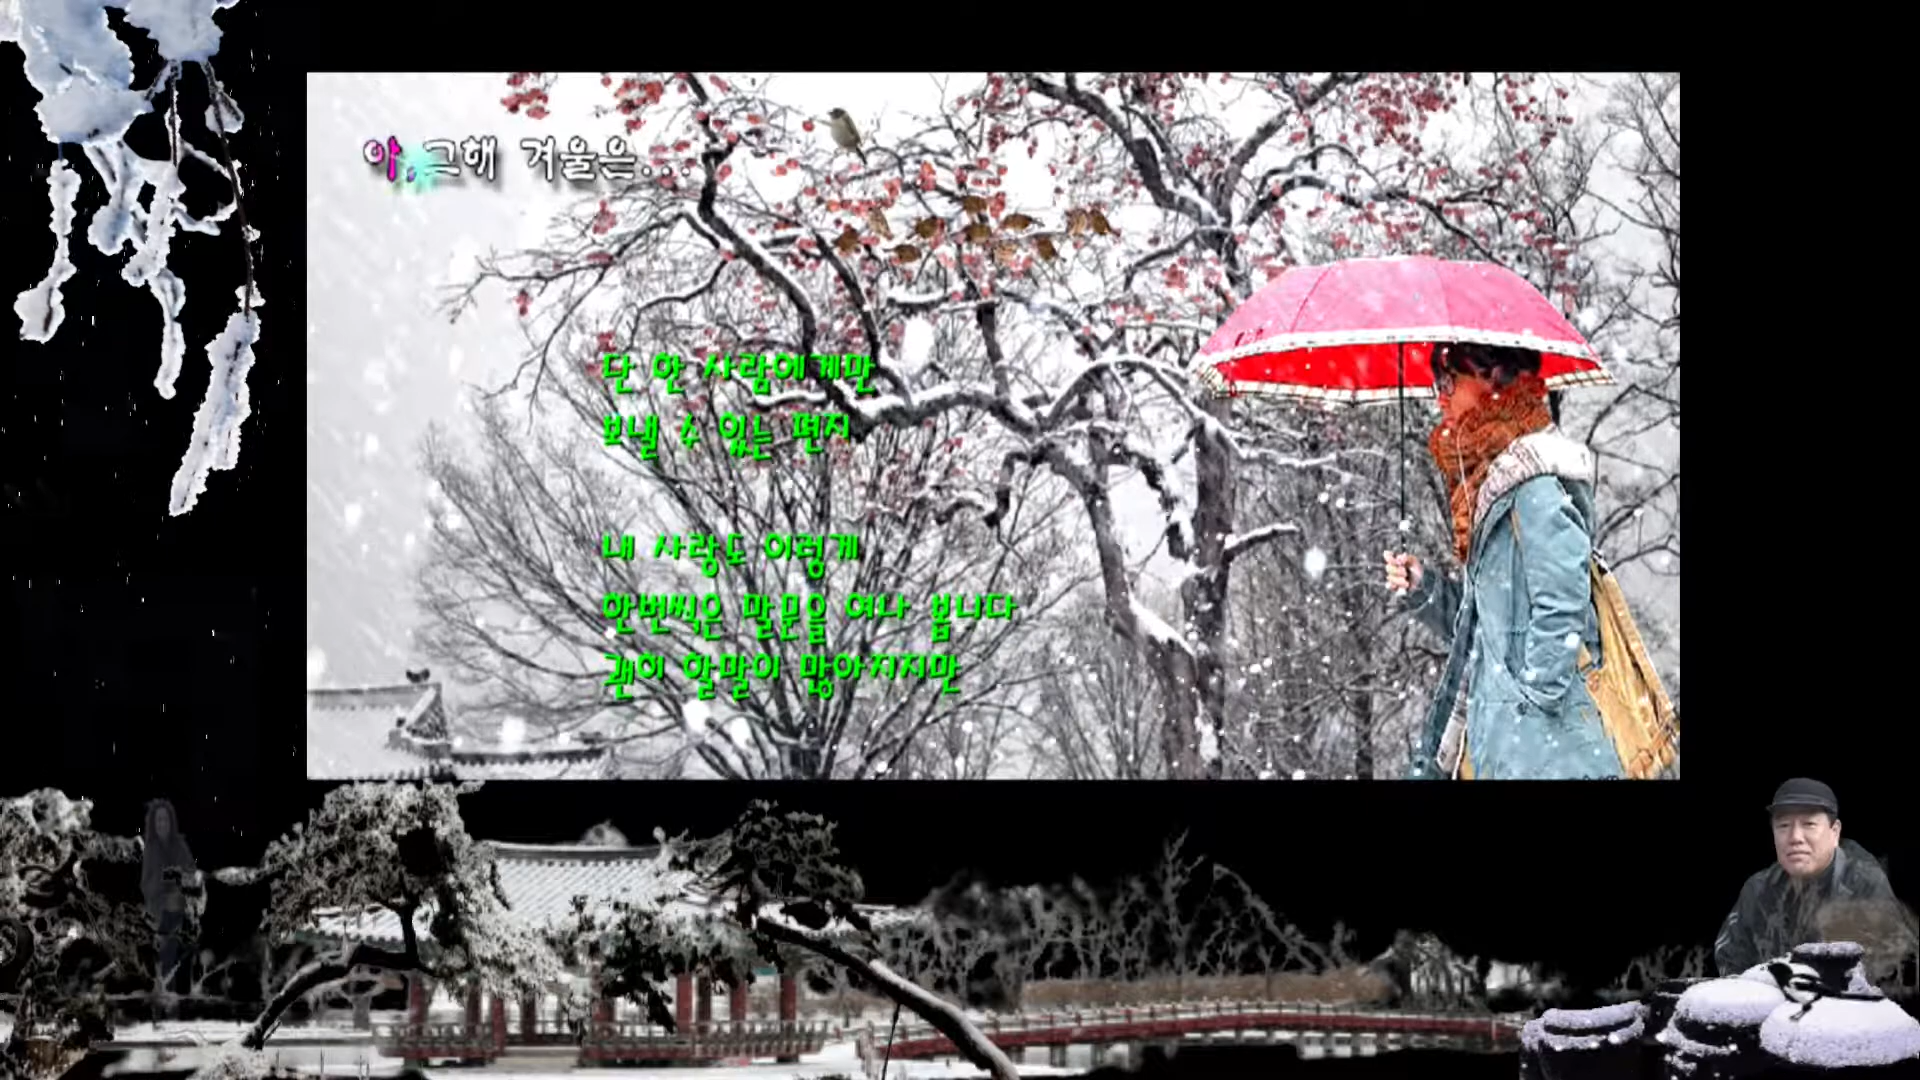 아, 그해 겨울은...
단 한 사람에게만
보낼 수 있는 편지
내 사랑도 이렇게
한번씩은 말문을 여나 봅니다
괜히 할말이 많아지지만